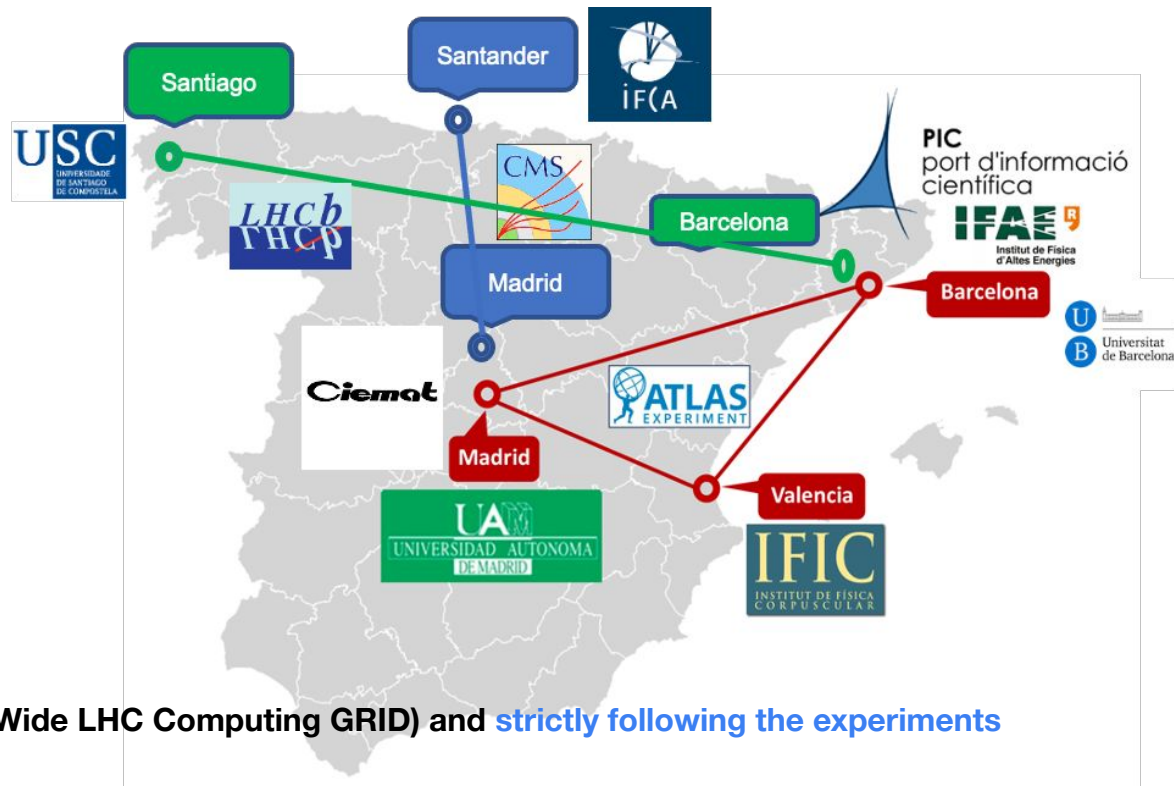 Santander
Santiago
iF(A
USC
UNIVERSIDADE
DE SANTIAGO
DE COMPOSTELA
CMS
PIC
port d'informació
científica
LHCb
LHCb
Barcelona
IFAE R
Institut de Física
d'Altes Energies
Madrid
Barcelona
U
B
Universitat
de Barcelona
Ciemat
ATLAS
EXPERIMENT
Madrid
Valencia
UAM
UNIVERSIDAD AUTONOMA
DE MADRID
IFIC
INSTITUT DE FÍSICA
CORPUSCULAR
Wide LHC Computing GRID) and strictly following the experiments